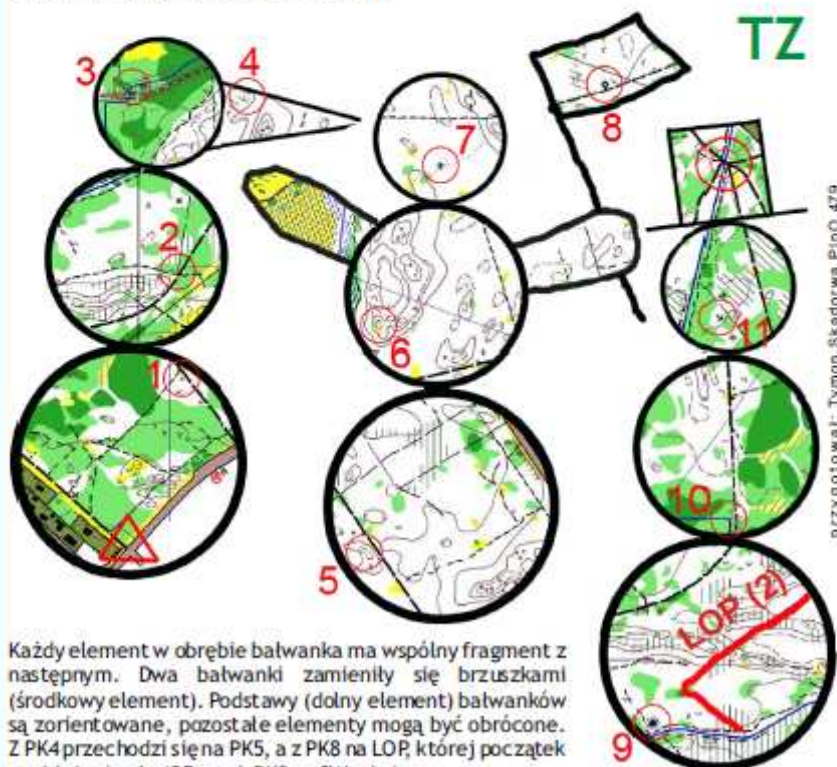 TZ
3
4
7
8
2
6
11
1
5
10
LOP (2)
9
przygotował: Tymon Skadorwa PInO 479
Każdy element w obrębie bałwanka ma wspólny fragment z
następnym. Dwa bałwanki zamieniły się brzuszkami
(środkowy element). Podstawy (dolny element) bałwanków
są zorientowane, pozostałe elementy mogą być obrócone.
Z PK4 przechodzi się na PK5, a z PK8 na LOP, której początek